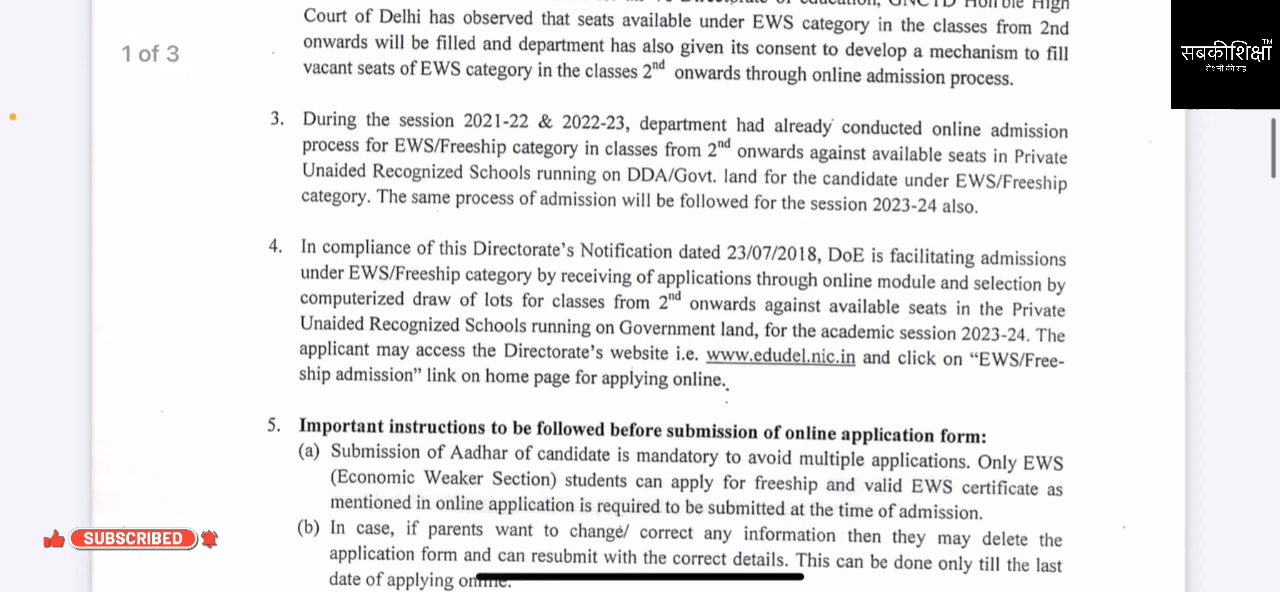 Court of Delhi has observed that seats available under EWS category in the classes from 2nd
onwards will be filled and department has also given its consent to develop a mechanism to fill
vacant seats of EWS category in the classes 2nd onwards through online admission process.
1 of 3
सबकीशिक्षा™
3. During the session 2021-22 & 2022-23, department had already conducted online admission
process for EWS/Freeship category in classes from 2nd onwards against available seats in Private
Unaided Recognized Schools running on DDA/Govt. land for the candidate under EWS/Freeship
category. The same process of admission will be followed for the session 2023-24 also.
4. In compliance of this Directorate's Notification dated 23/07/2018, DoE is facilitating admissions
under EWS/Freeship category by receiving of applications through online module and selection by
computerized draw of lots for classes from 2nd onwards against available seats in the Private
Unaided Recognized Schools running on Government land, for the academic session 2023-24. The
applicant may access the Directorate's website i.e. www.edudel.nic.in and click on “EWS/Free-
ship admission” link on home page for applying online.
5. Important instructions to be followed before submission of online application form:
(a) Submission of Aadhar of candidate is mandatory to avoid multiple applications. Only EWS
(Economic Weaker Section) students can apply for freeship and valid EWS certificate as
mentioned in online application is required to be submitted at the time of admission.
(b) In case, if parents want to change/ correct any information then they may delete the
application form and can resubmit with the correct details. This can be done only till the last
date of applying online.
SUBSCRIBED